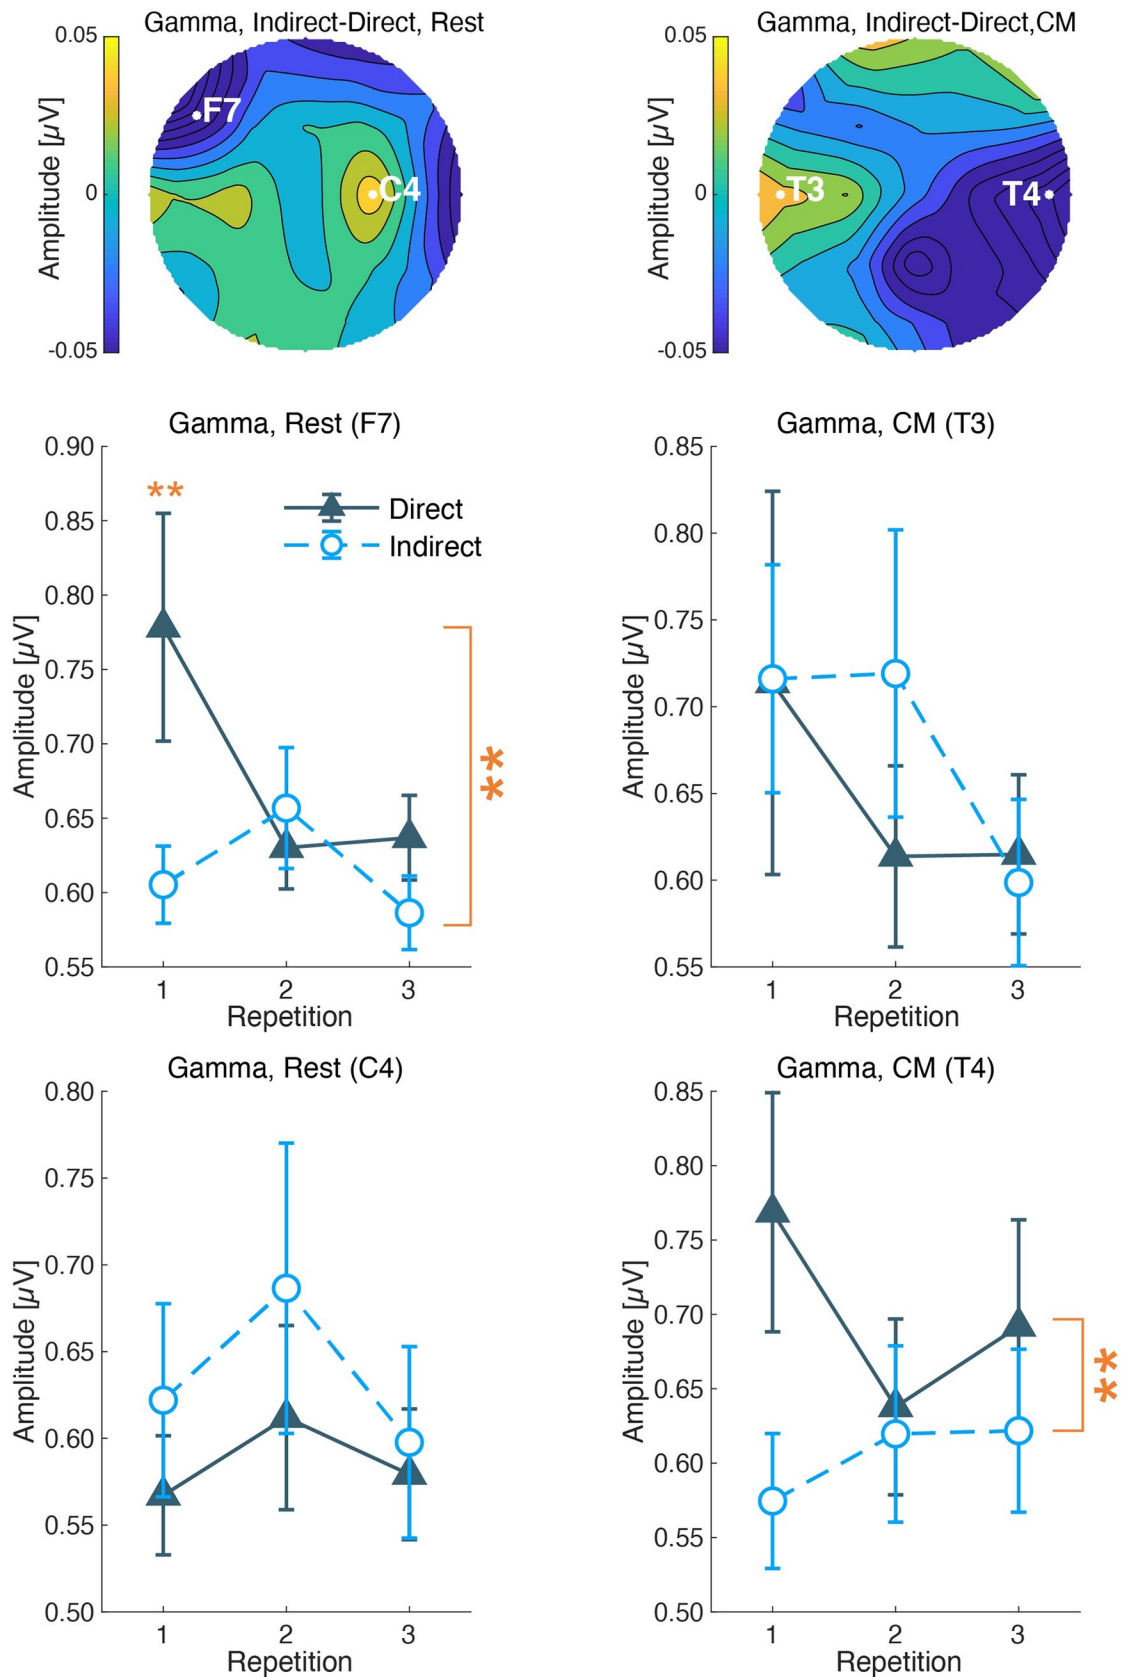 Gamma, Indirect-Direct, Rest
0.05
0
-0.05
Amplitude [µV]
F7
C4
Gamma, Indirect-Direct,CM
0.05
0
-0.05
Amplitude [µV]
T3
T4
Gamma, Rest (F7)
0.90
0.85
0.80
0.75
0.70
0.65
0.60
0.55
Amplitude [µV]
**
Direct
Indirect
**
1 2 3
Repetition
Gamma, CM (T3)
0.85
0.80
0.75
0.70
0.65
0.60
0.55
Amplitude [µV]
1 2 3
Repetition
Gamma, Rest (C4)
0.80
0.75
0.70
0.65
0.60
0.55
0.50
Amplitude [µV]
1 2 3
Repetition
Gamma, CM (T4)
0.85
0.80
0.75
0.70
0.65
0.60
0.55
0.50
Amplitude [µV]
**
1 2 3
Repetition